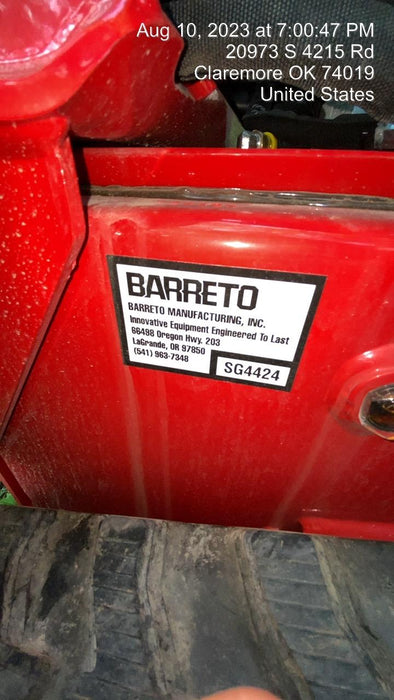 Aug 10, 2023 at 7:00:47 PM
20973 S 4215 Rd
Claremore OK 74019
United States
BARRETO
BARRETO MANUFACTURING, INC.
Innovative Equipment Engineered To Last
66498 Oregon Hwy. 203
LaGrande, OR 97850
(541) 963-7348
SG4424